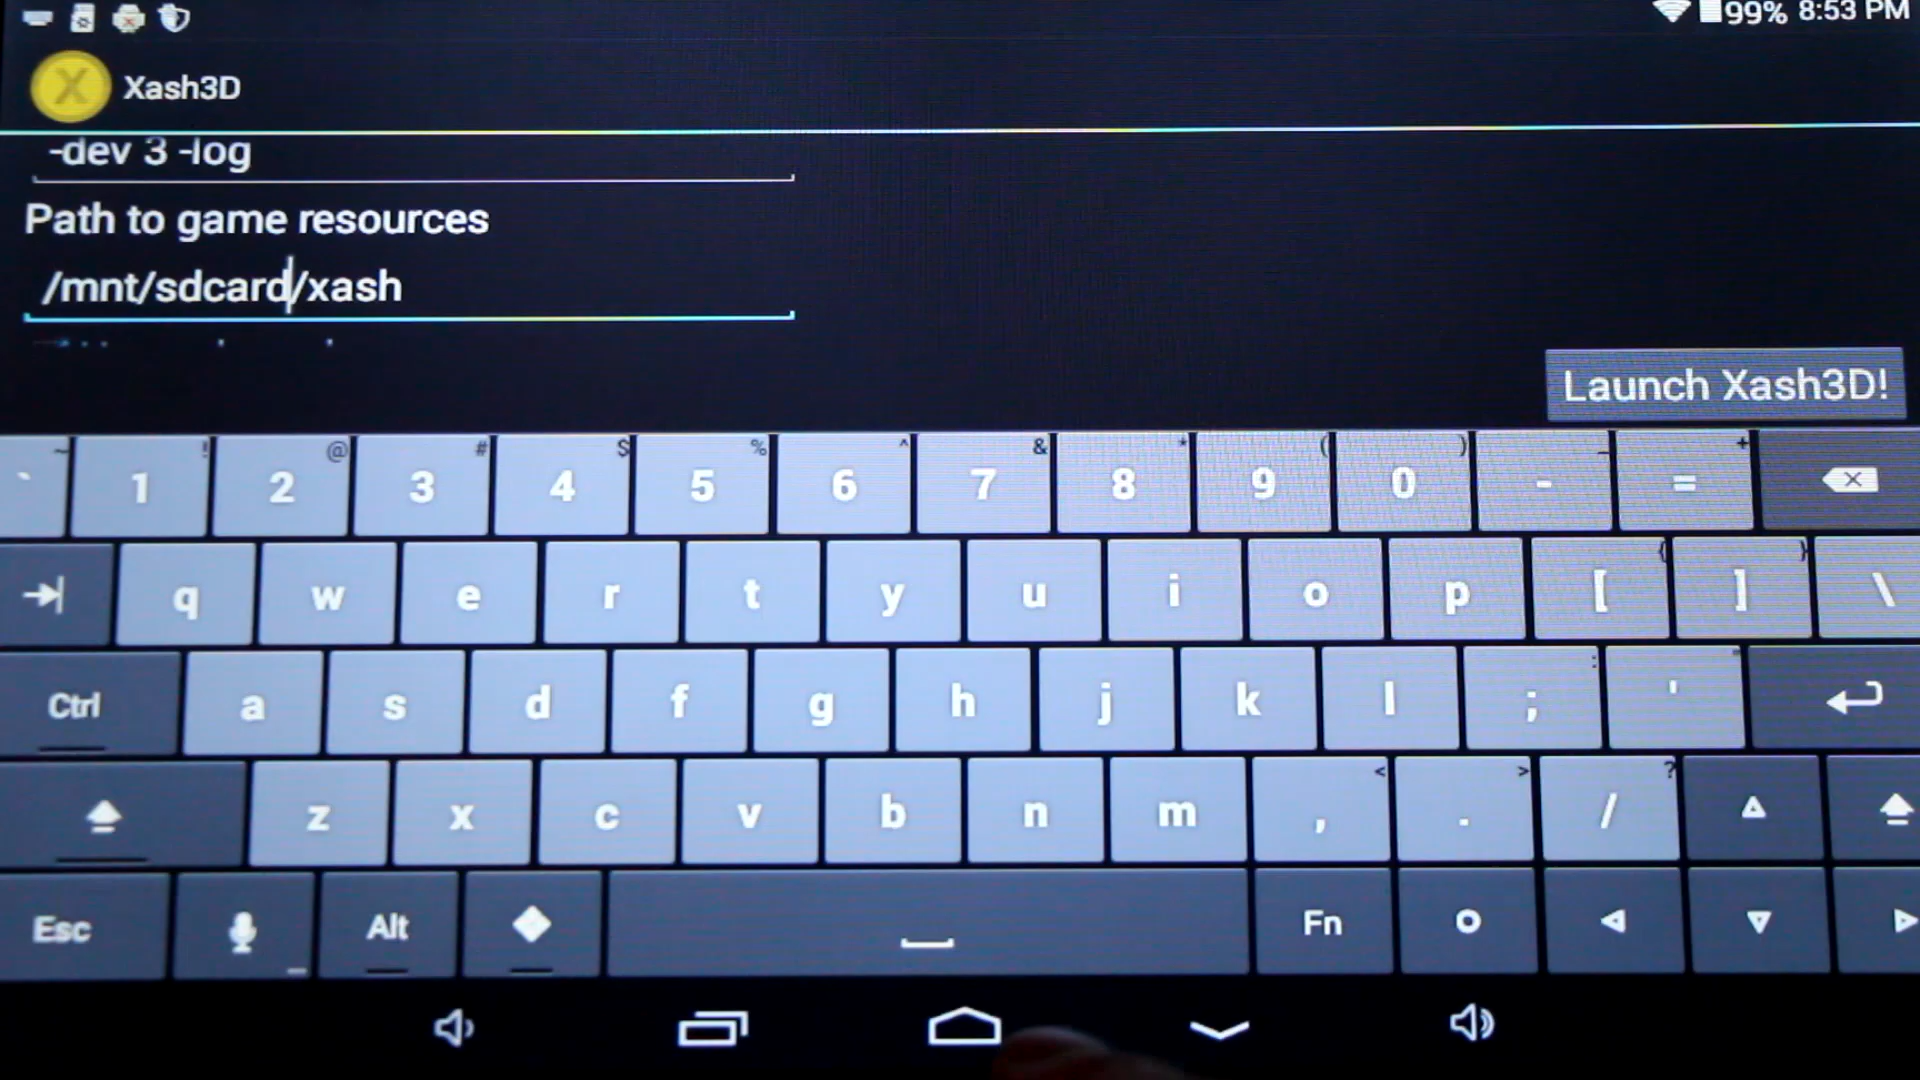 99% 8:53 PM
Xash3D
-dev 3 -log
Path to game resources
/mnt/sdcard/xash
Launch Xash3D!
~ ! @ # $ % ^ & * ( ) _ +
` 1 2 3 4 5 6 7 8 9 0 - =
{ }
q w e r t y u i o p [ ] \
: "
Ctrl a s d f g h j k l ; '
< > ?
z x c v b n m , . /
Esc Alt Fn